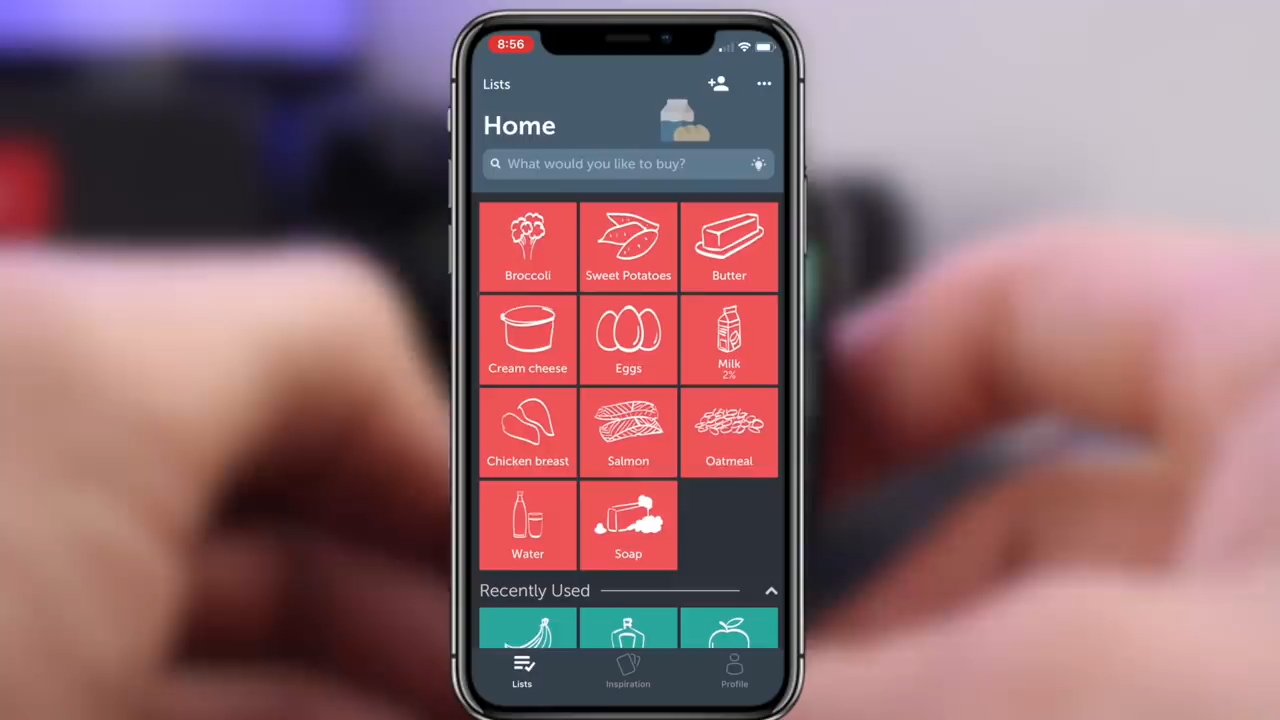 8:56
Lists
Home
What would you like to buy?
Broccoli Sweet Potatoes Butter
Cream cheese Eggs Milk
2%
Chicken breast Salmon Oatmeal
Water Soap
Recently Used
Lists Inspiration Profile